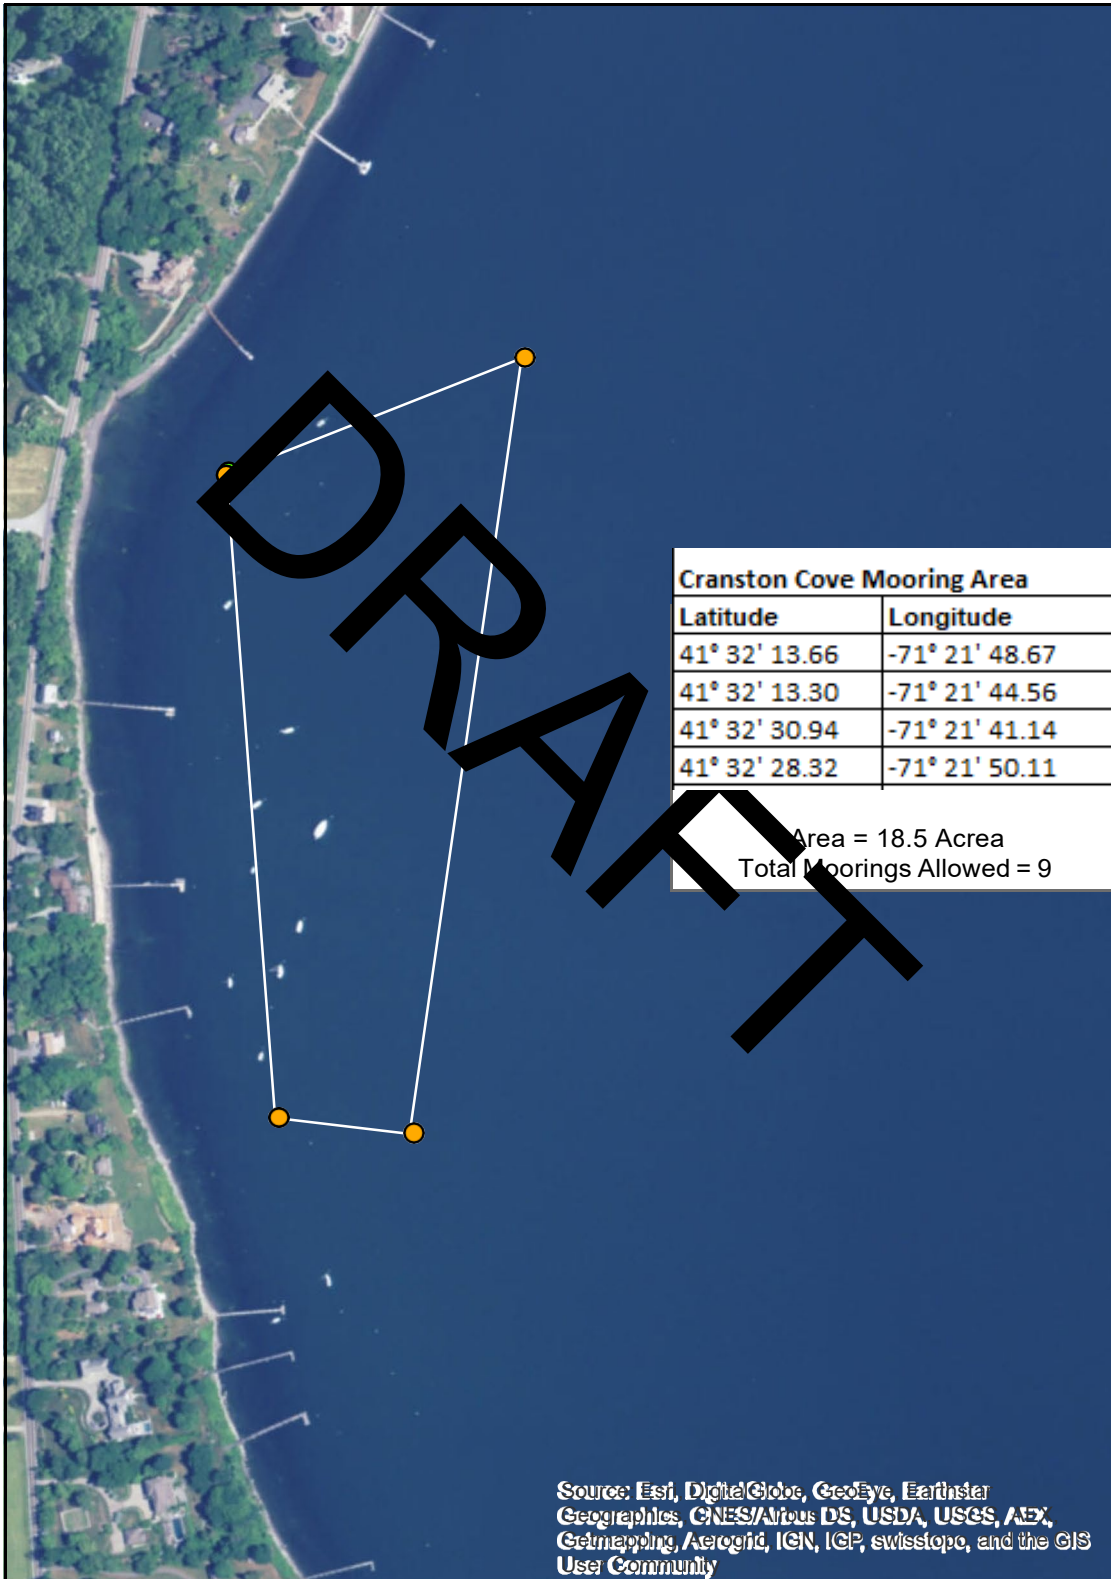 DRAFT
Cranston Cove Mooring Area
Latitude Longitude
41° 32' 13.66 -71° 21' 48.67
41° 32' 13.30 -71° 21' 44.56
41° 32' 30.94 -71° 21' 41.14
41° 32' 28.32 -71° 21' 50.11
Area = 18.5 Acrea
Total Moorings Allowed = 9
Source: Esri, DigitalGlobe, GeoEye, Earthstar
Geographics, CNES/Airbus DS, USDA, USGS, AEX,
Getmapping, Aerogrid, IGN, IGP, swisstopo, and the GIS
User Community